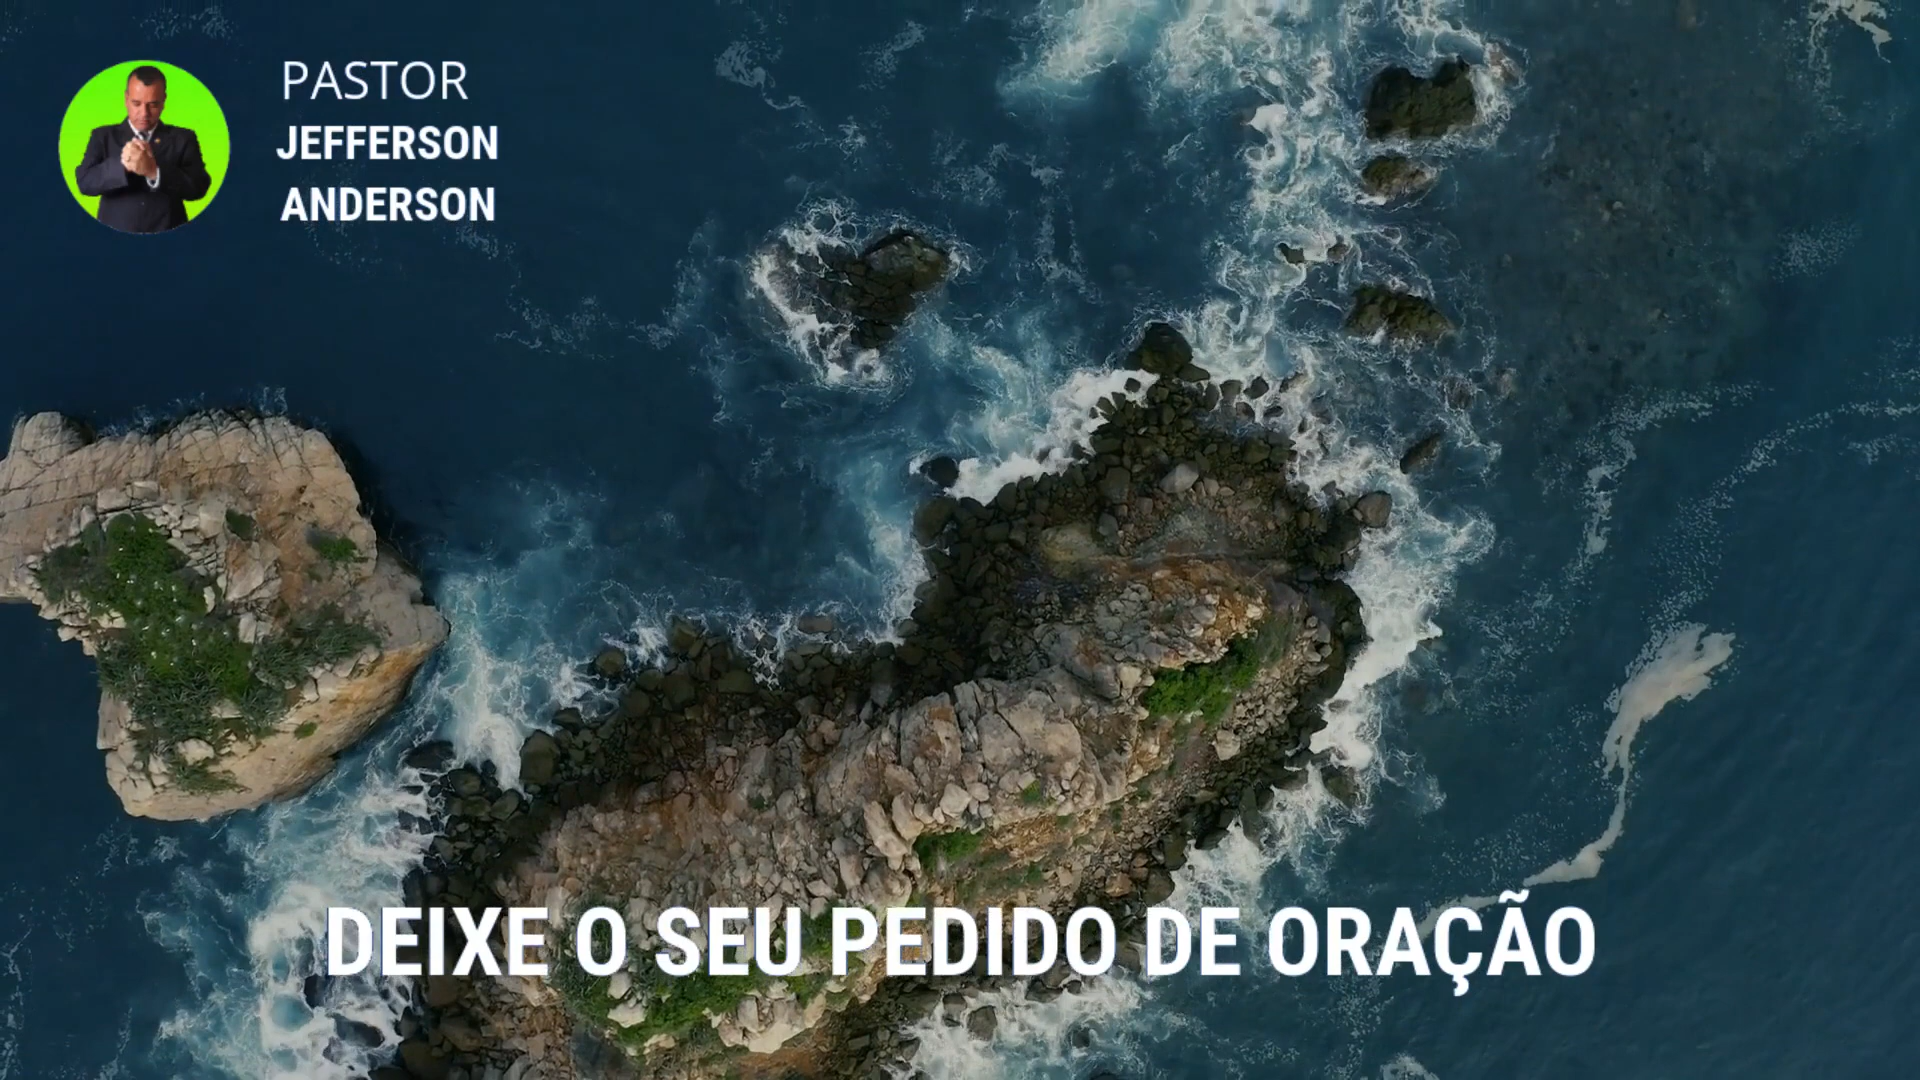 PASTOR
JEFFERSON
ANDERSON
DEIXE O SEU PEDIDO DE ORAÇÃO